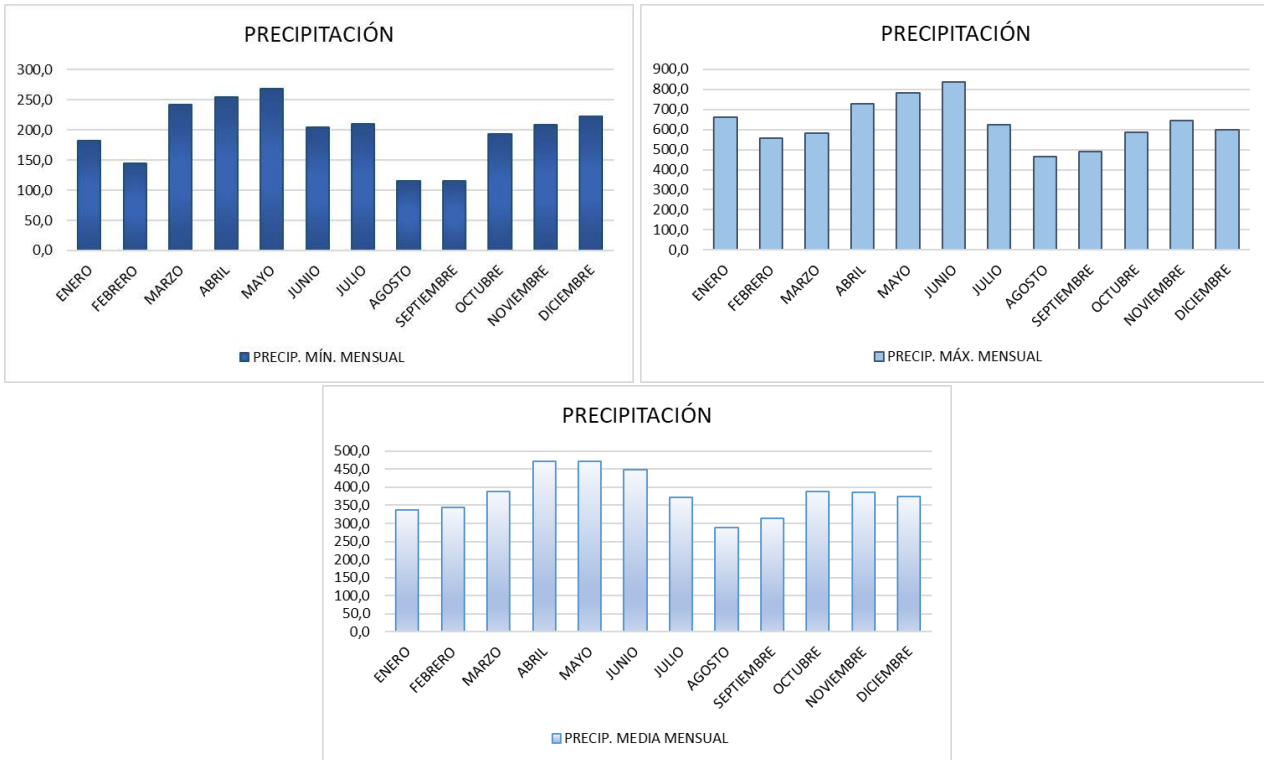 PRECIPITACIÓN
300,0
250,0
200,0
150,0
100,0
50,0
0,0
ENERO
FEBRERO
MARZO
ABRIL
MAYO
JUNIO
JULIO
AGOSTO
SEPTIEMBRE
OCTUBRE
NOVIEMBRE
DICIEMBRE
PRECIP. MÍN. MENSUAL
PRECIPITACIÓN
900,0
800,0
700,0
600,0
500,0
400,0
300,0
200,0
100,0
0,0
ENERO
FEBRERO
MARZO
ABRIL
MAYO
JUNIO
JULIO
AGOSTO
SEPTIEMBRE
OCTUBRE
NOVIEMBRE
DICIEMBRE
PRECIP. MÁX. MENSUAL
PRECIPITACIÓN
500,0
450,0
400,0
350,0
300,0
250,0
200,0
150,0
100,0
50,0
0,0
ENERO
FEBRERO
MARZO
ABRIL
MAYO
JUNIO
JULIO
AGOSTO
SEPTIEMBRE
OCTUBRE
NOVIEMBRE
DICIEMBRE
PRECIP. MEDIA MENSUAL